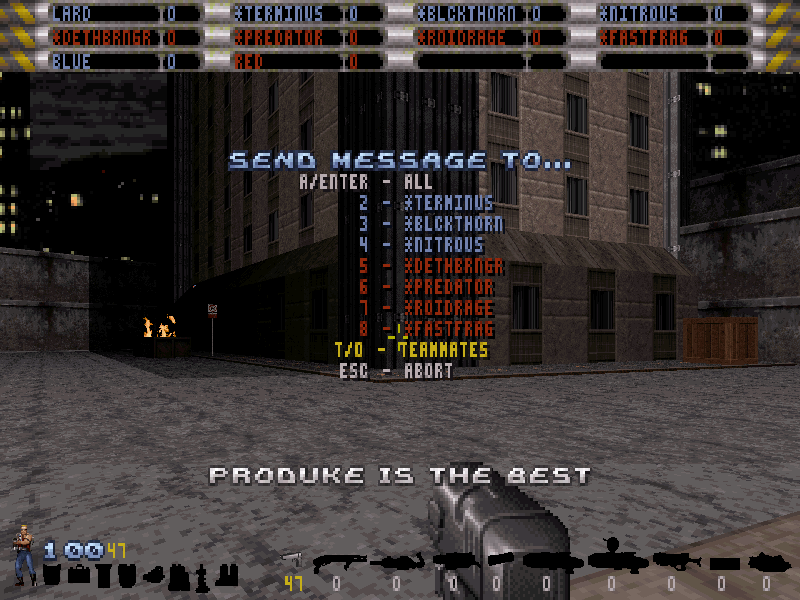 LARD 0 *TERMINUS 0 *BLCKTHORN 0 *NITROUS 0
*DETHBRNGR 0 *PREDATOR 0 *ROIDRAGE 0 *FASTFRAG 0
BLUE 0 RED 0
SEND MESSAGE TO...
A/ENTER - ALL
2 - *TERMINUS
3 - *BLCKTHORN
4 - *NITROUS
5 - *DETHBRNGR
6 - *PREDATOR
7 - *ROIDRAGE
8 - *FASTFRAG
T/0 - TEAMMATES
ESC - ABORT
PRODUKE IS THE BEST
100 47
47 0 0 0 0 0 0 0 0 0